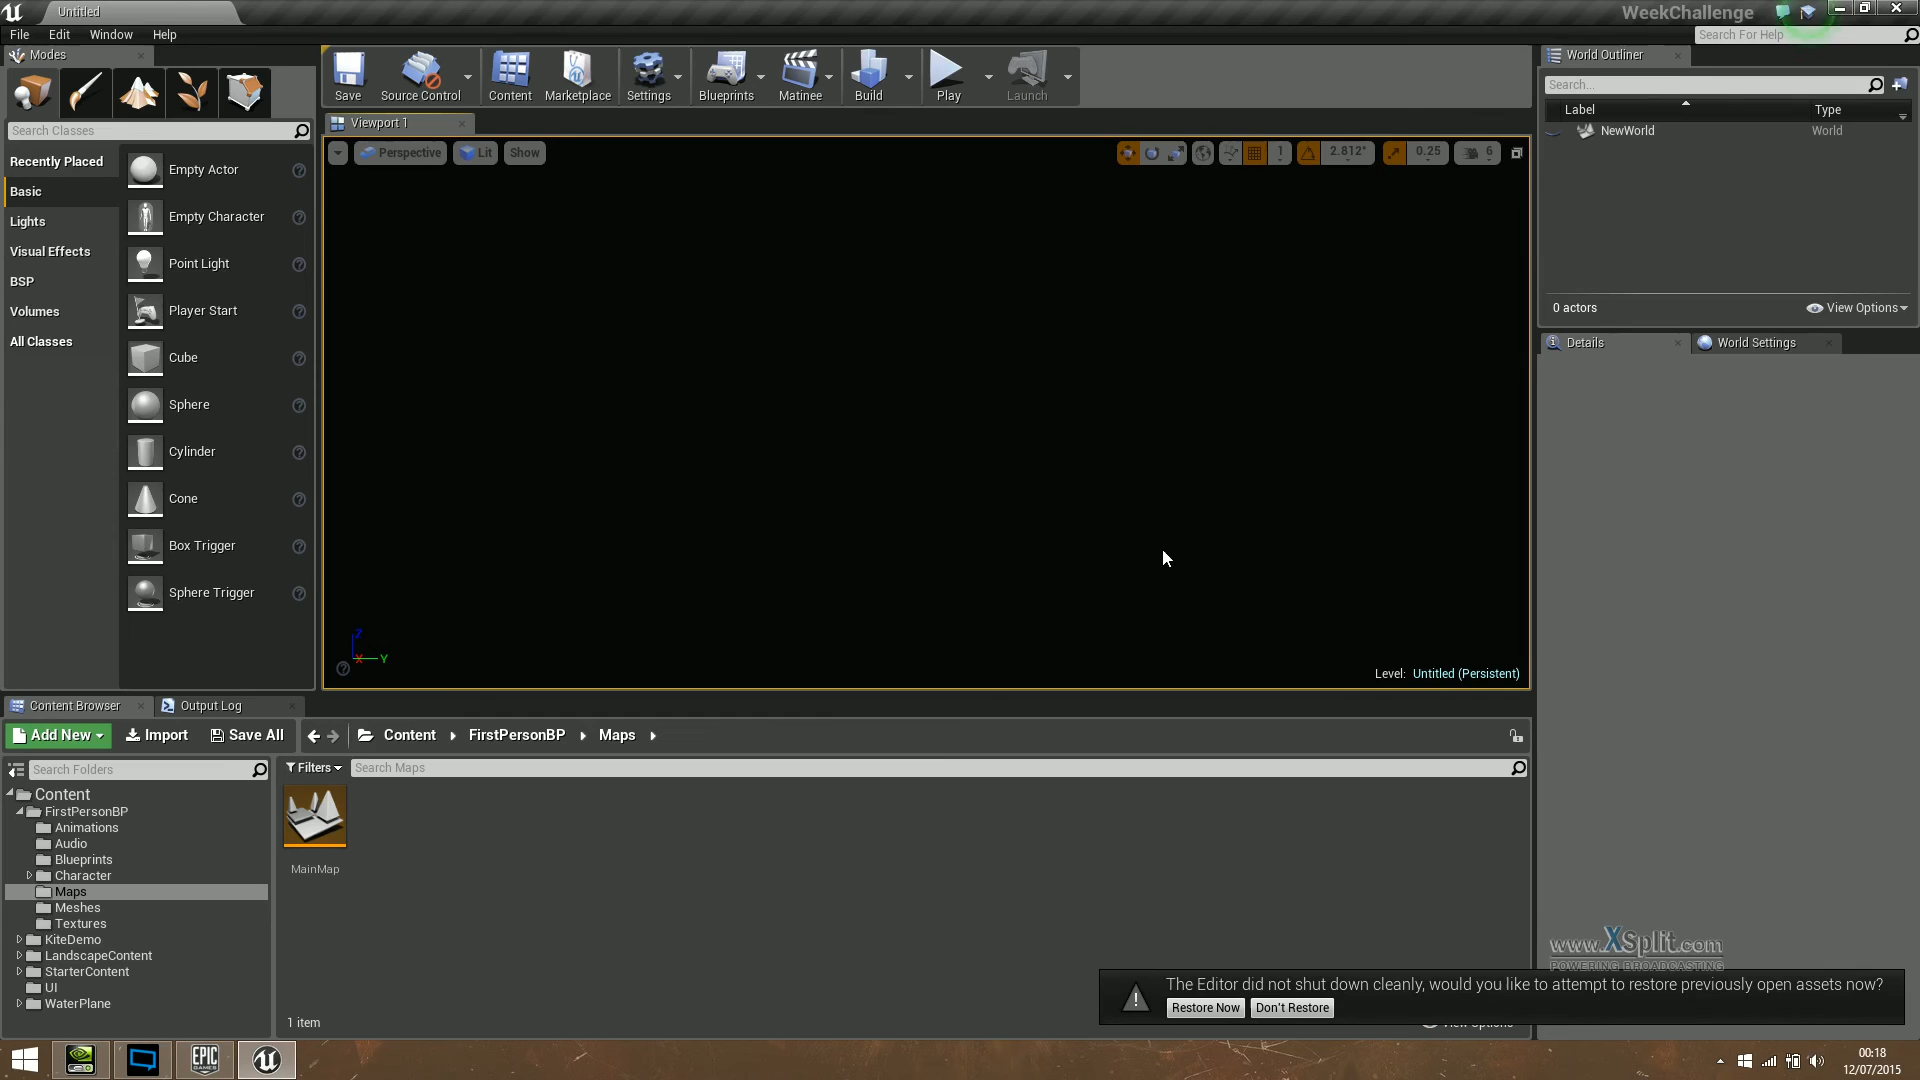 Untitled
WeekChallenge
File Edit Window Help
Search For Help
Modes
Search Classes
Recently Placed
Basic
Lights
Visual Effects
BSP
Volumes
All Classes
Empty Actor
Empty Character
Point Light
Player Start
Cube
Sphere
Cylinder
Cone
Box Trigger
Sphere Trigger
Save
Source Control
Content
Marketplace
Settings
Blueprints
Matinee
Build
Play
Launch
Viewport 1
Perspective
Lit
Show
1
2.812°
0.25
6
Z
X
Y
Level: Untitled (Persistent)
World Outliner
Search...
Label Type
NewWorld World
0 actors
View Options
Details
World Settings
Content Browser
Output Log
Add New
Import
Save All
Content
FirstPersonBP
Maps
Search Folders
Filters
Search Maps
Content
FirstPersonBP
Animations
Audio
Blueprints
Character
Maps
Meshes
Textures
KiteDemo
LandscapeContent
StarterContent
UI
WaterPlane
MainMap
1 item
www.XSplit.com
POWERING BROADCASTING
The Editor did not shut down cleanly, would you like to attempt to restore previously open assets now?
Restore Now
Don't Restore
View Options
EPIC
GAMES
00:18
12/07/2015